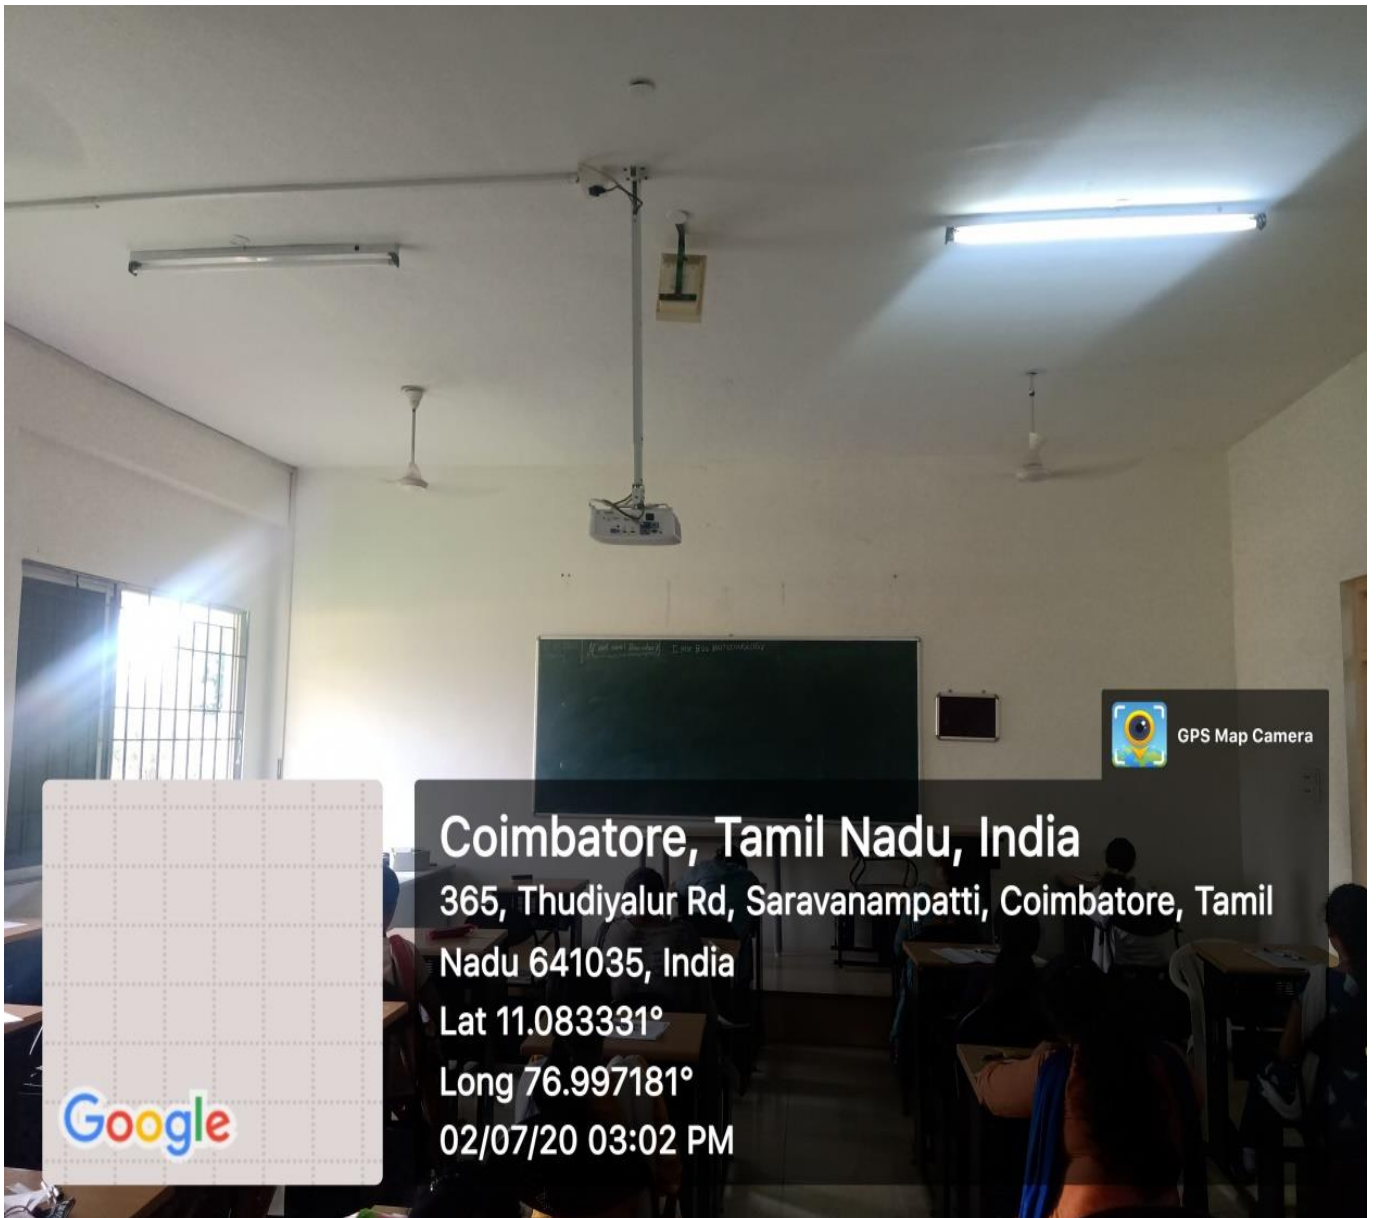 GPS Map Camera
Coimbatore, Tamil Nadu, India
365, Thudiyalur Rd, Saravanampatti, Coimbatore, Tamil
Nadu 641035, India
Lat 11.083331°
Long 76.997181°
02/07/20 03:02 PM
Google